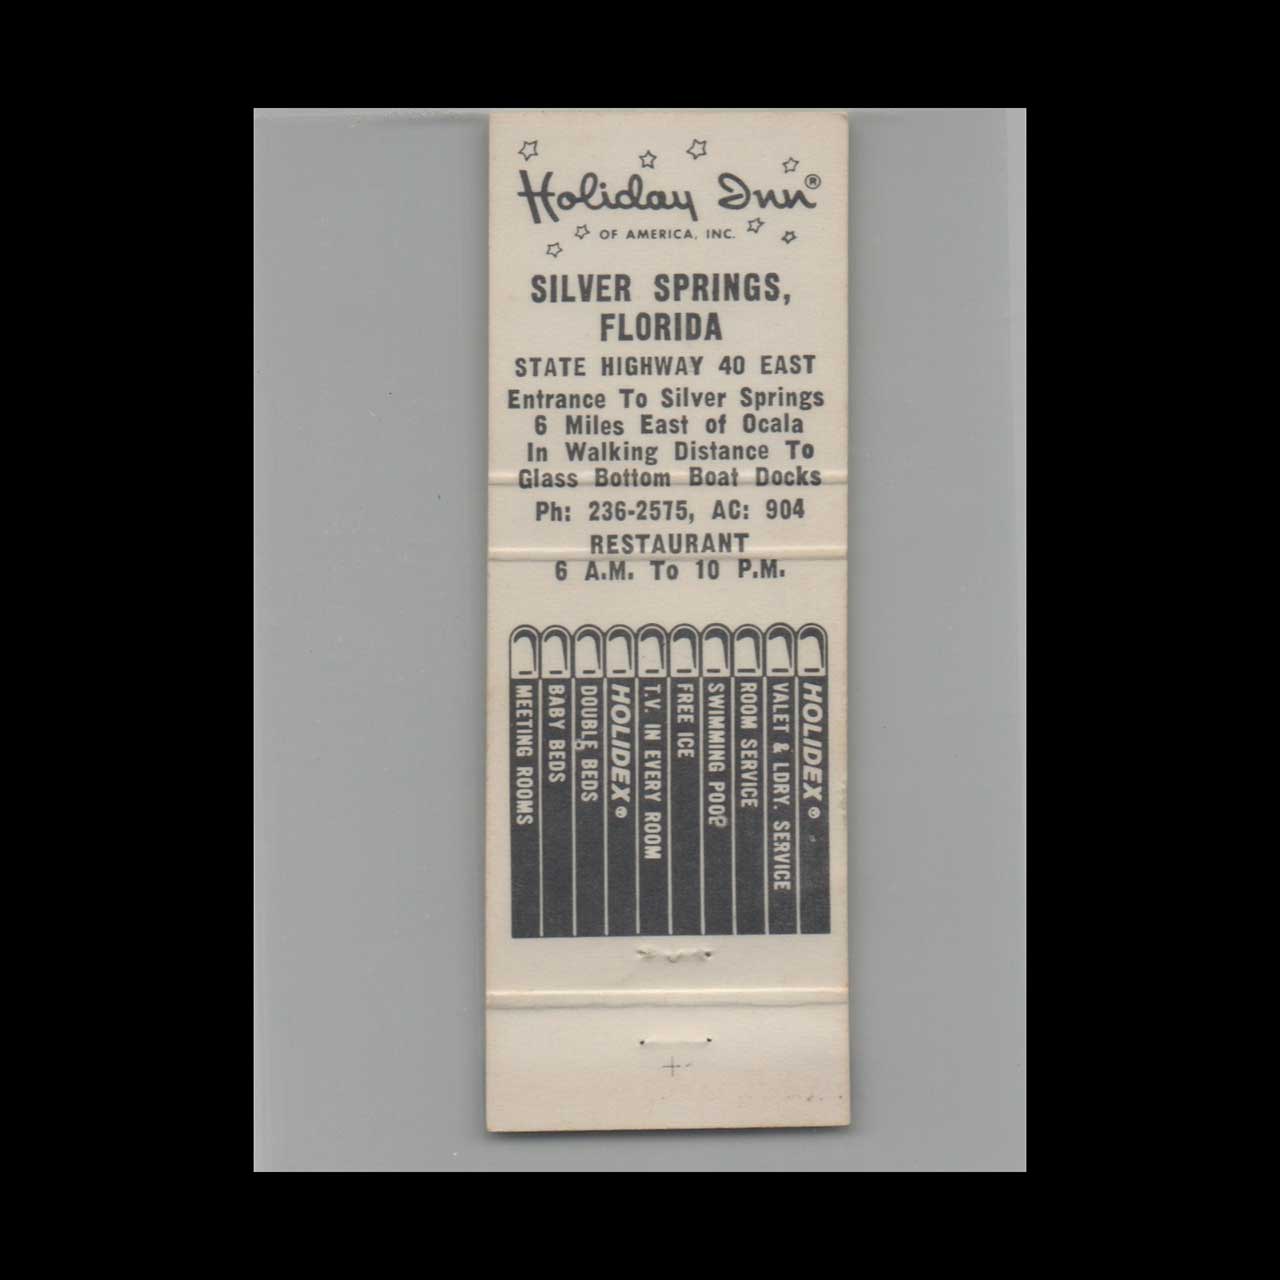 Holiday Inn®
OF AMERICA, INC.
SILVER SPRINGS,
FLORIDA
STATE HIGHWAY 40 EAST
Entrance To Silver Springs
6 Miles East of Ocala
In Walking Distance To
Glass Bottom Boat Docks
Ph: 236-2575, AC: 904
RESTAURANT
6 A.M. To 10 P.M.
HOLIDEX®
VALET & LDRY. SERVICE
ROOM SERVICE
SWIMMING POOL
FREE ICE
T.V. IN EVERY ROOM
HOLIDEX®
DOUBLE BEDS
BABY BEDS
MEETING ROOMS